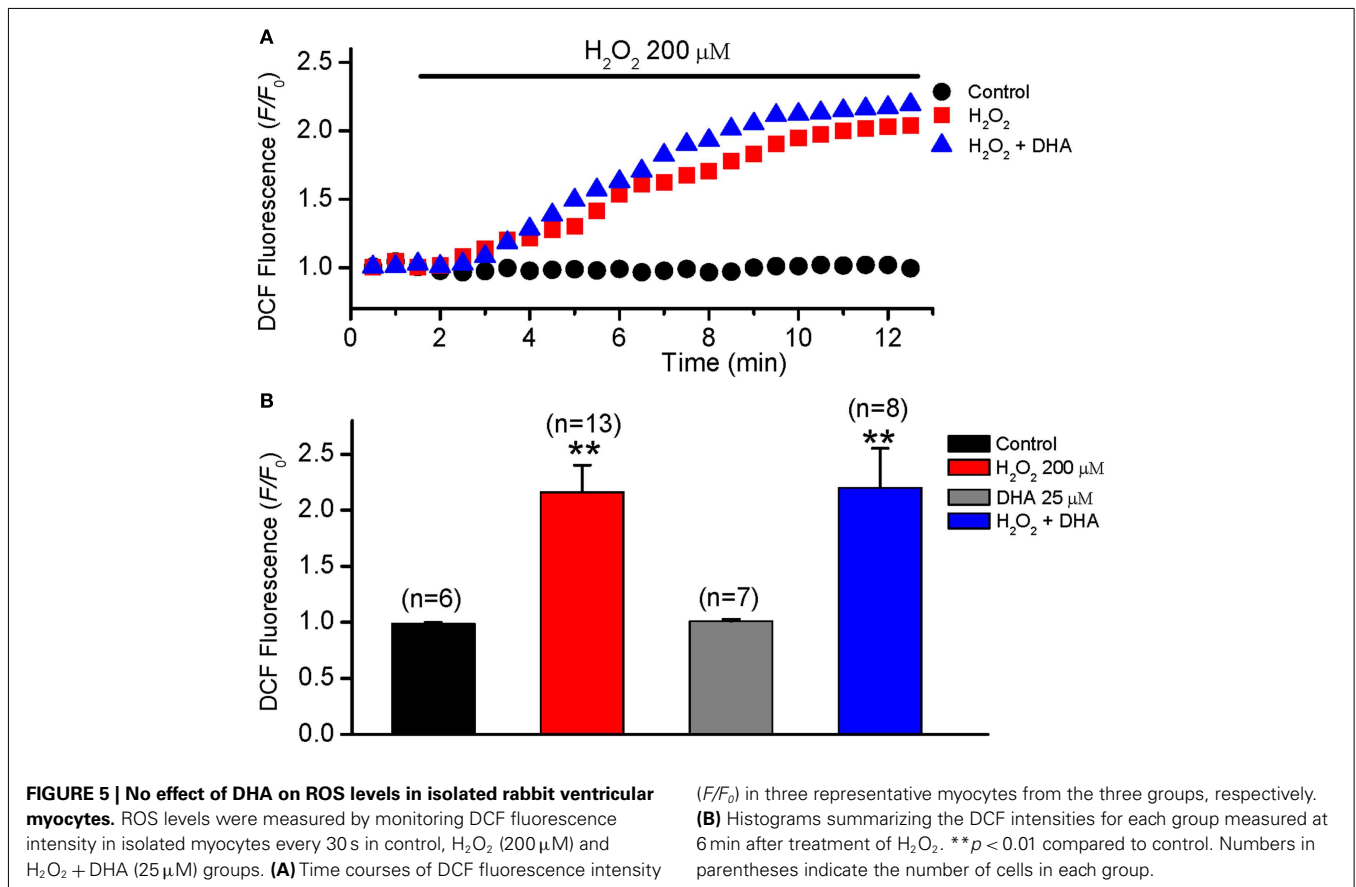 A
H₂O₂ 200 μM
2.5
2.0
1.5
1.0
DCF Fluorescence (F/F₀)
0 2 4 6 8 10 12
Time (min)
Control
H₂O₂
H₂O₂ + DHA
B
(n=13)
**
(n=8)
**
(n=6)
(n=7)
2.5
2.0
1.5
1.0
0.5
0.0
DCF Fluorescence (F/F₀)
Control
H₂O₂ 200 μM
DHA 25 μM
H₂O₂ + DHA
FIGURE 5 | No effect of DHA on ROS levels in isolated rabbit ventricular
myocytes. ROS levels were measured by monitoring DCF fluorescence
intensity in isolated myocytes every 30 s in control, H₂O₂ (200 μM) and
H₂O₂ + DHA (25 μM) groups. (A) Time courses of DCF fluorescence intensity
(F/F₀) in three representative myocytes from the three groups, respectively.
(B) Histograms summarizing the DCF intensities for each group measured at
6 min after treatment of H₂O₂. **p < 0.01 compared to control. Numbers in
parentheses indicate the number of cells in each group.